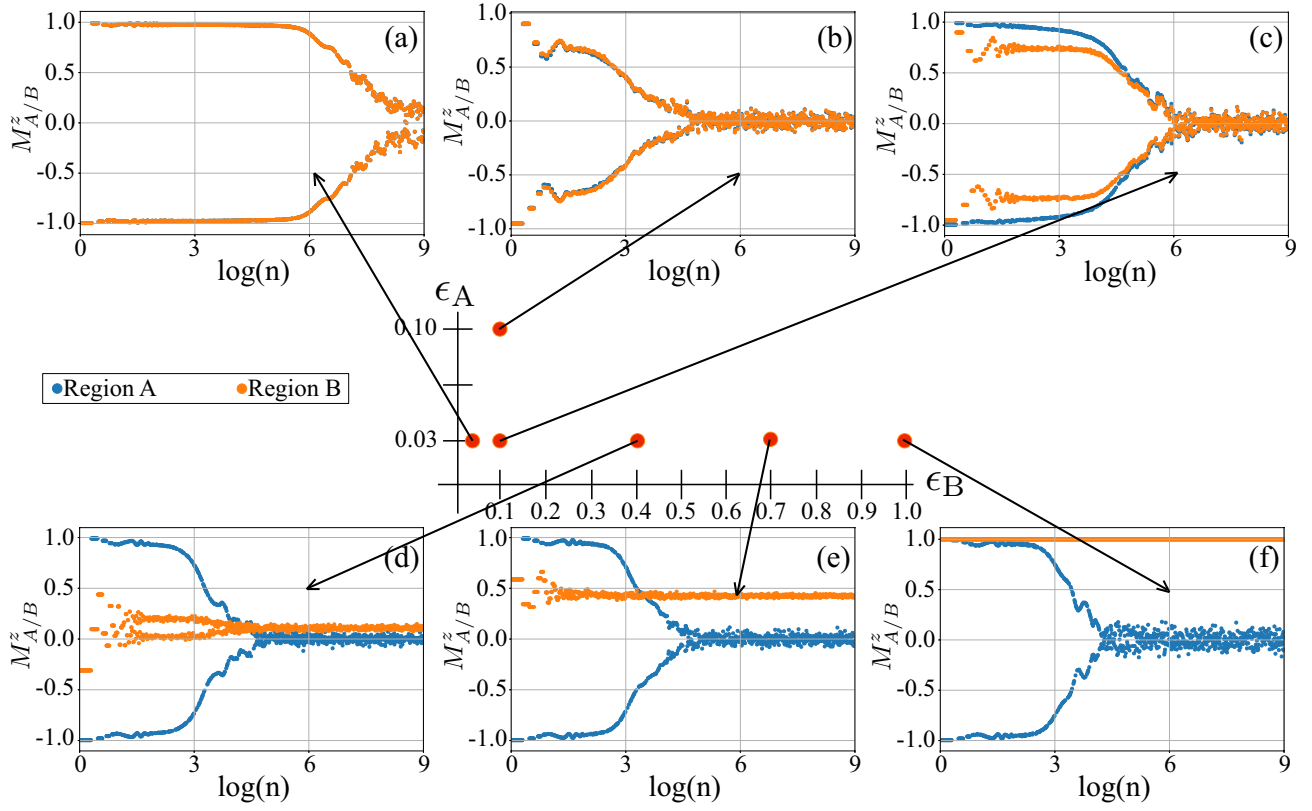 (a)
1.0
0.5
0.0
-0.5
-1.0
M^z_{A/B}
0 3 6 9
log(n)
(b)
1.0
0.5
0.0
-0.5
-1.0
M^z_{A/B}
0 3 6 9
log(n)
(c)
1.0
0.5
0.0
-0.5
-1.0
M^z_{A/B}
0 3 6 9
log(n)
ϵ_A
0.10
0.03
Region A Region B
0.1 0.2 0.3 0.4 0.5 0.6 0.7 0.8 0.9 1.0
ϵ_B
(d)
1.0
0.5
0.0
-0.5
-1.0
M^z_{A/B}
0 3 6 9
log(n)
(e)
1.0
0.5
0.0
-0.5
-1.0
M^z_{A/B}
0 3 6 9
log(n)
(f)
1.0
0.5
0.0
-0.5
-1.0
M^z_{A/B}
0 3 6 9
log(n)